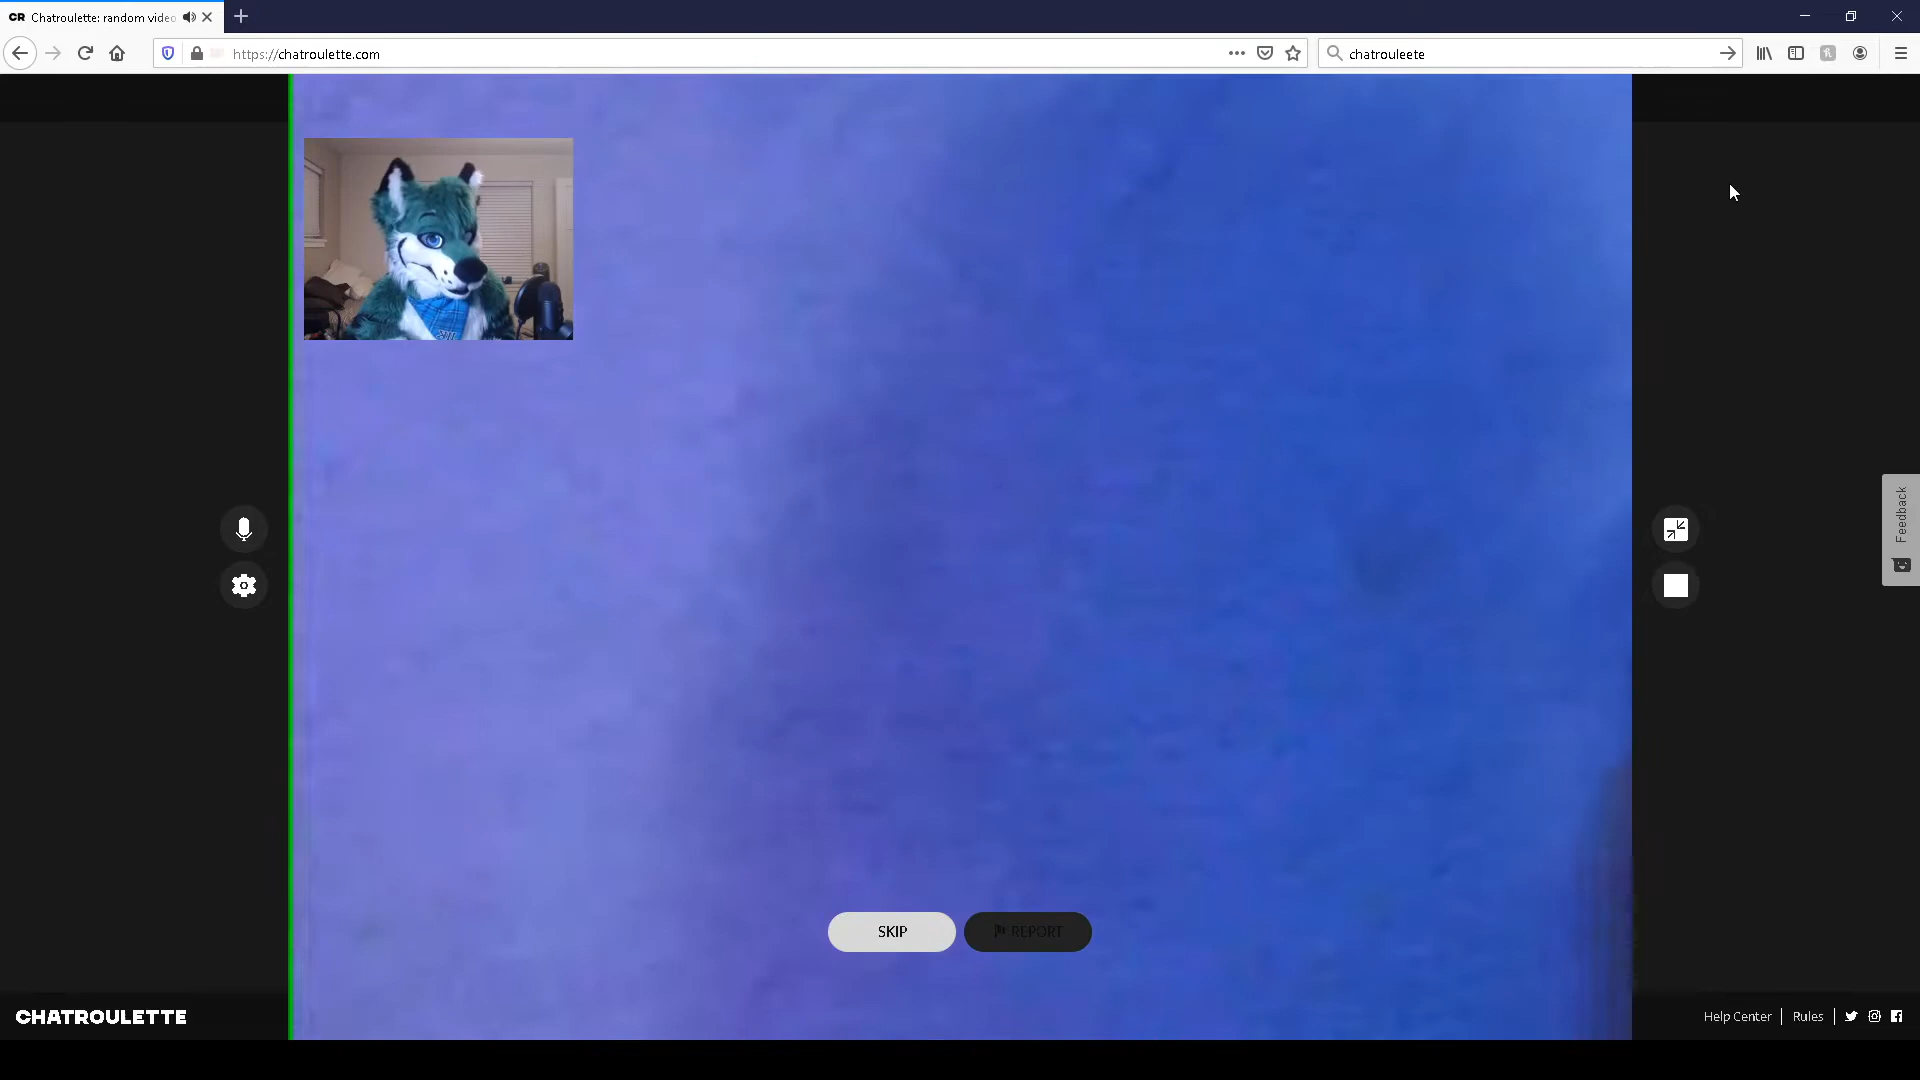 CR Chatroulette: random video
https://chatroulette.com
chatrouleete
Feedback
SKIP
REPORT
CHATROULETTE
Help Center
Rules